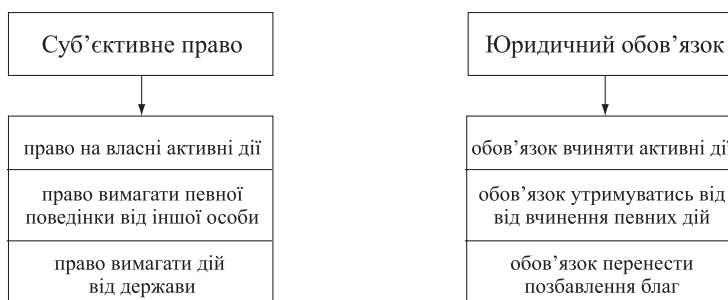 Суб’єктивне право
право на власні активні дії
право вимагати певної
поведінки від іншої особи
право вимагати дій
від держави
Юридичний обов’язок
обов’язок вчиняти активні дії
обов’язок утримуватись від
від вчинення певних дій
обов’язок перенести
позбавлення благ